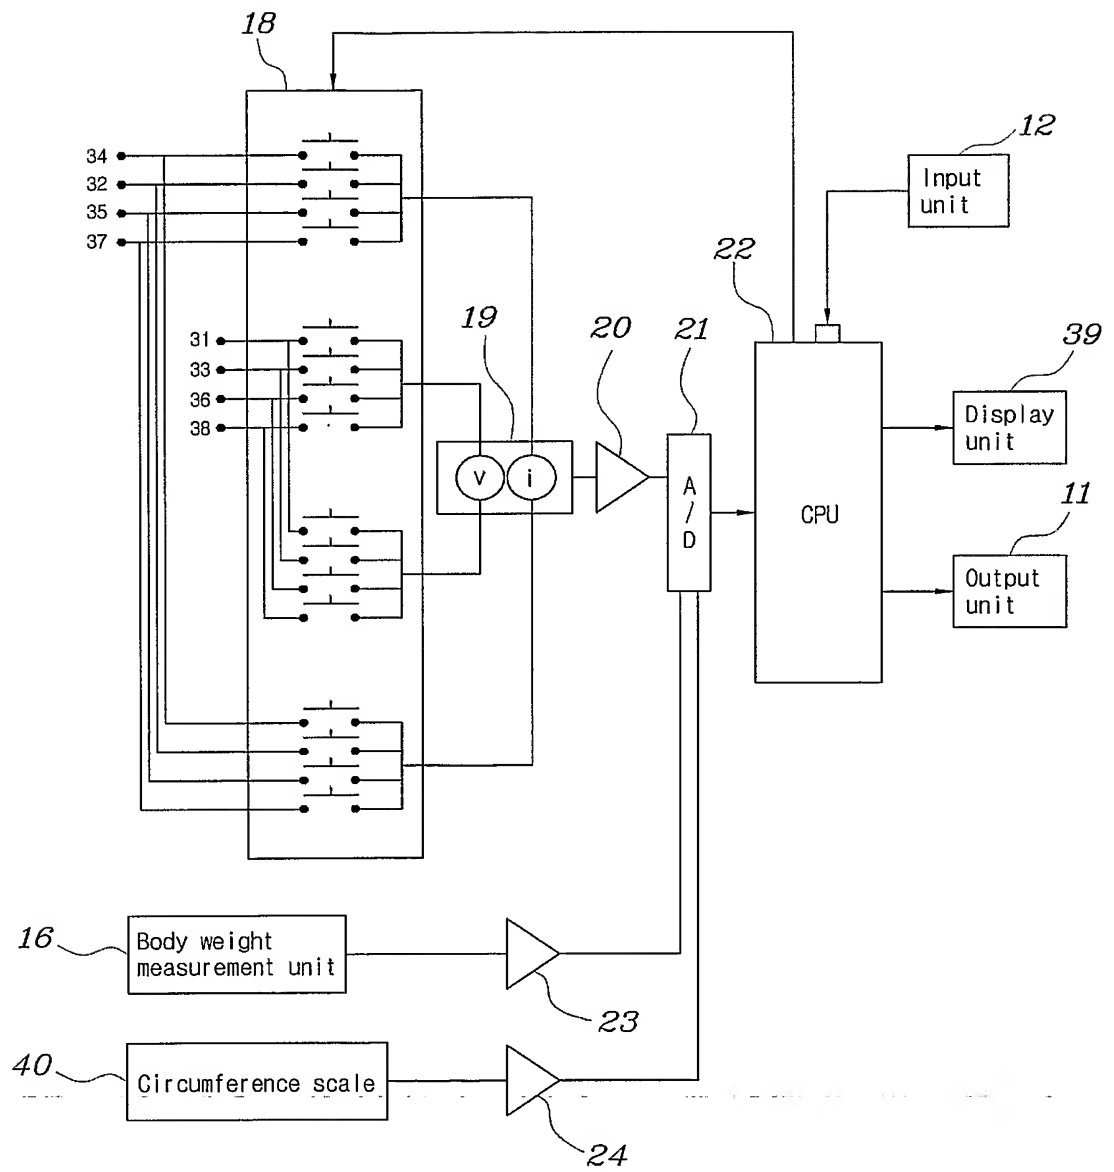 18
12
34
32
35
37
Input
unit
22
31
33
36
38
19
20
21
39
Display
unit
V
i
A
/
D
CPU
11
Output
unit
16
Body weight
measurement unit
23
40
Circumference scale
24